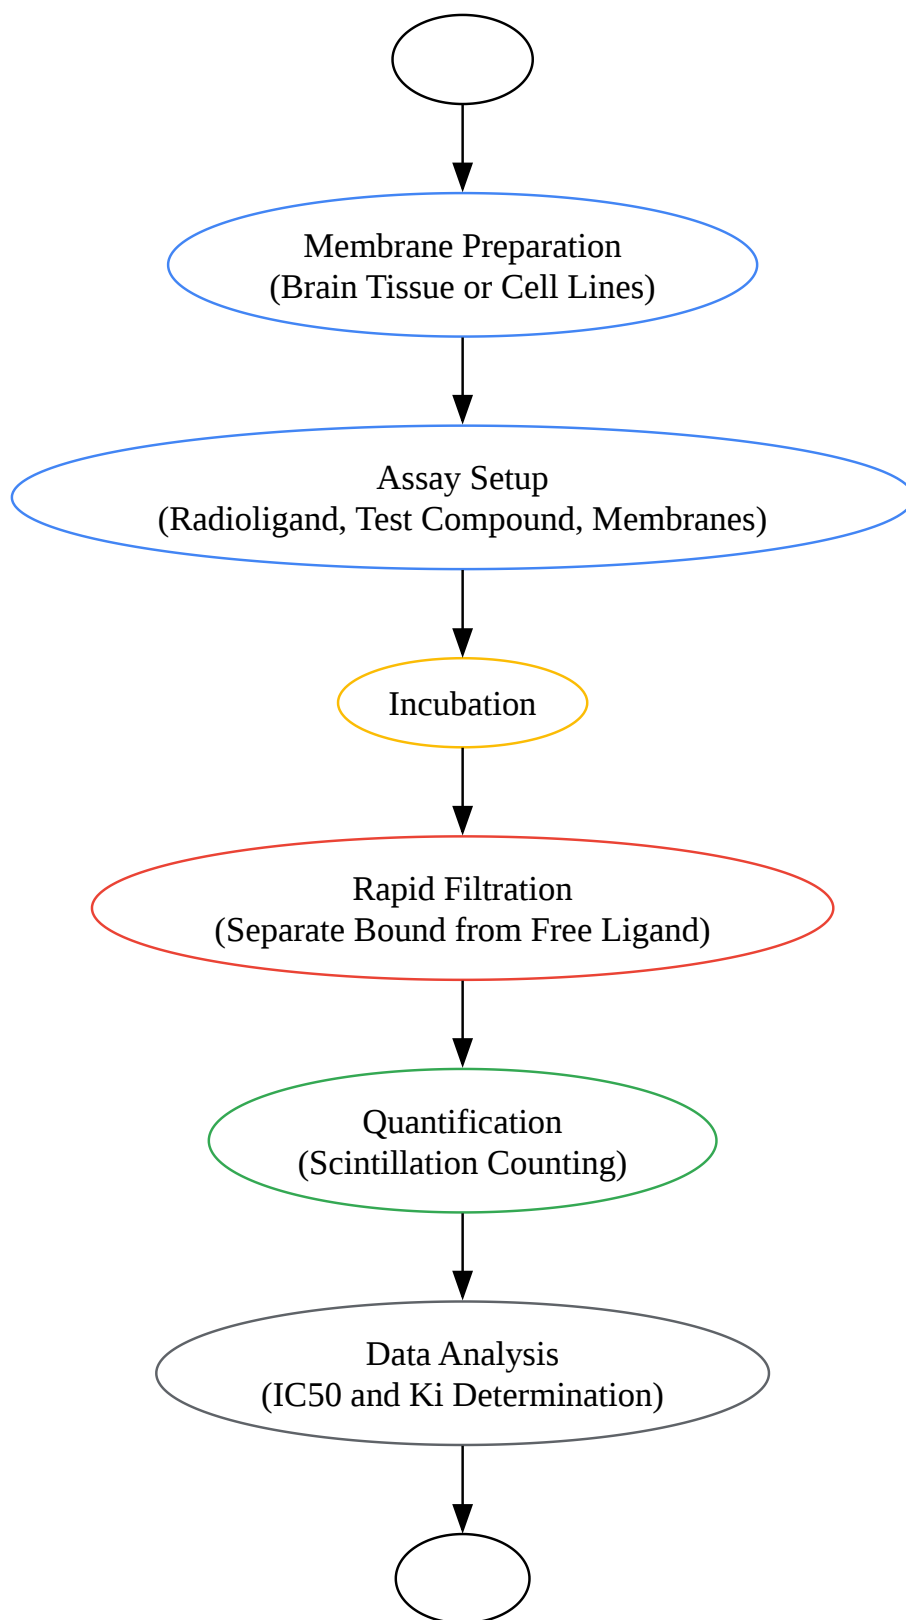 Membrane Preparation
(Brain Tissue or Cell Lines)
Assay Setup
(Radioligand, Test Compound, Membranes)
Incubation
Rapid Filtration
(Separate Bound from Free Ligand)
Quantification
(Scintillation Counting)
Data Analysis
(IC50 and Ki Determination)